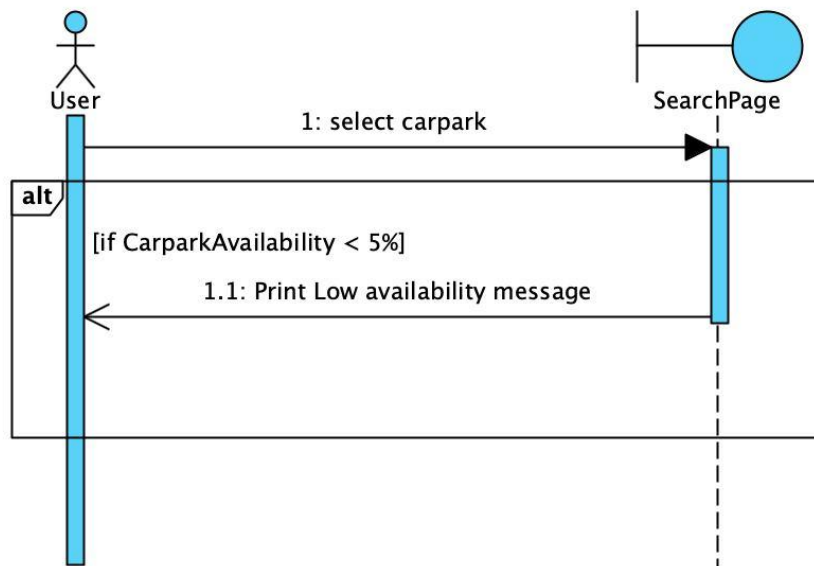 User
SearchPage
1: select carpark
alt
[if CarparkAvailability < 5%]
1.1: Print Low availability message